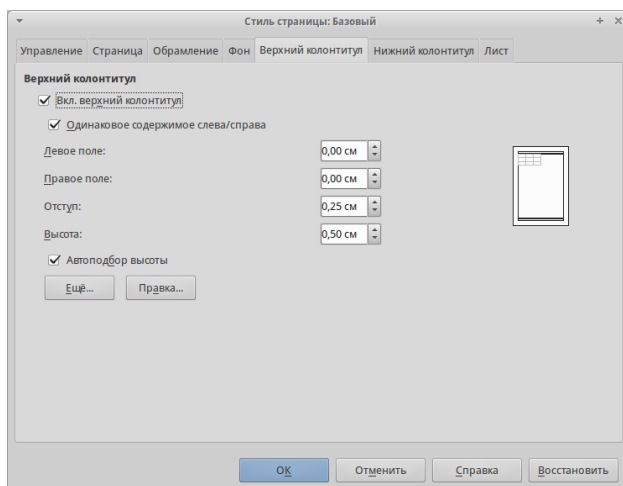 Стиль страницы: Базовый
Управление Страница Обрамление Фон Верхний колонтитул Нижний колонтитул Лист
Верхний колонтитул
Вкл. верхний колонтитул
Одинаковое содержимое слева/справа
Левое поле: 0,00 см
Правое поле: 0,00 см
Отступ: 0,25 см
Высота: 0,50 см
Автоподбор высоты
Ещё... Правка...
ОК Отменить Справка Восстановить